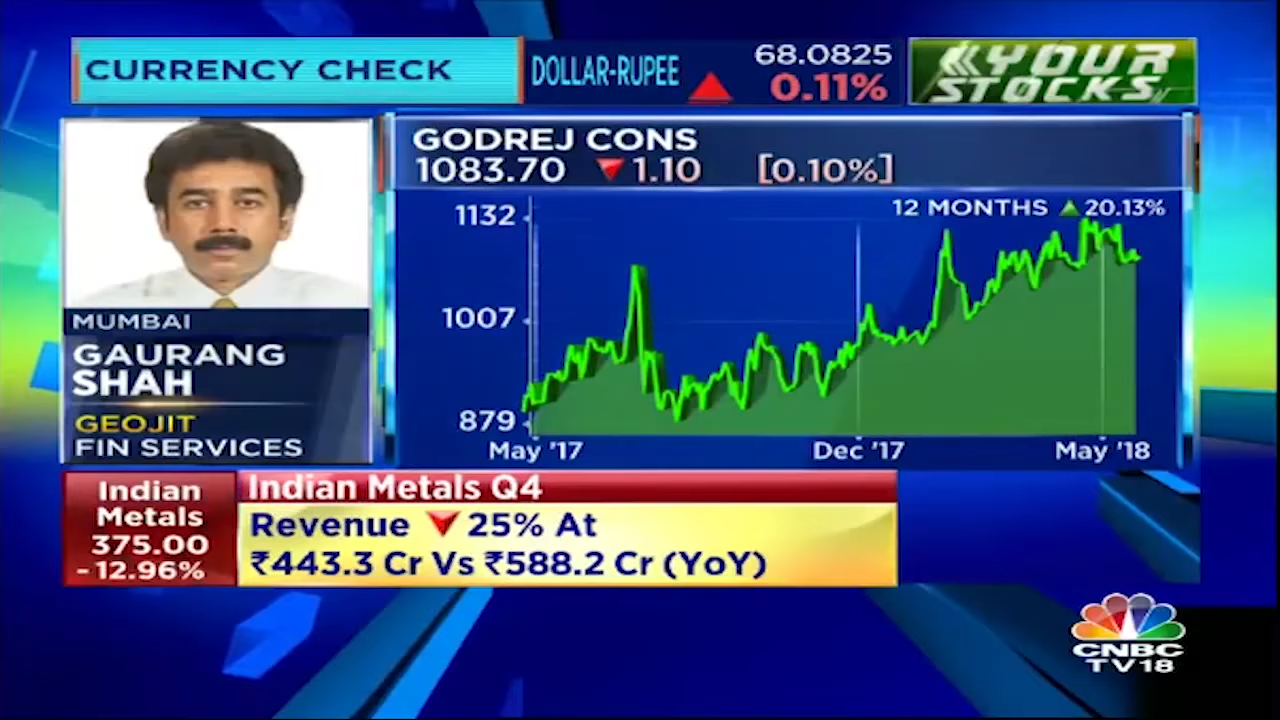 CURRENCY CHECK
DOLLAR-RUPEE
68.0825
0.11%
YOUR
STOCKS
GODREJ CONS
1083.70 1.10 [0.10%]
12 MONTHS 20.13%
1132
1007
879
May '17 Dec '17 May '18
MUMBAI
GAURANG
SHAH
GEOJIT
FIN SERVICES
Indian
Metals
375.00
-12.96%
Indian Metals Q4
Revenue ▼ 25% At
₹443.3 Cr Vs ₹588.2 Cr (YoY)
CNBC
TV18